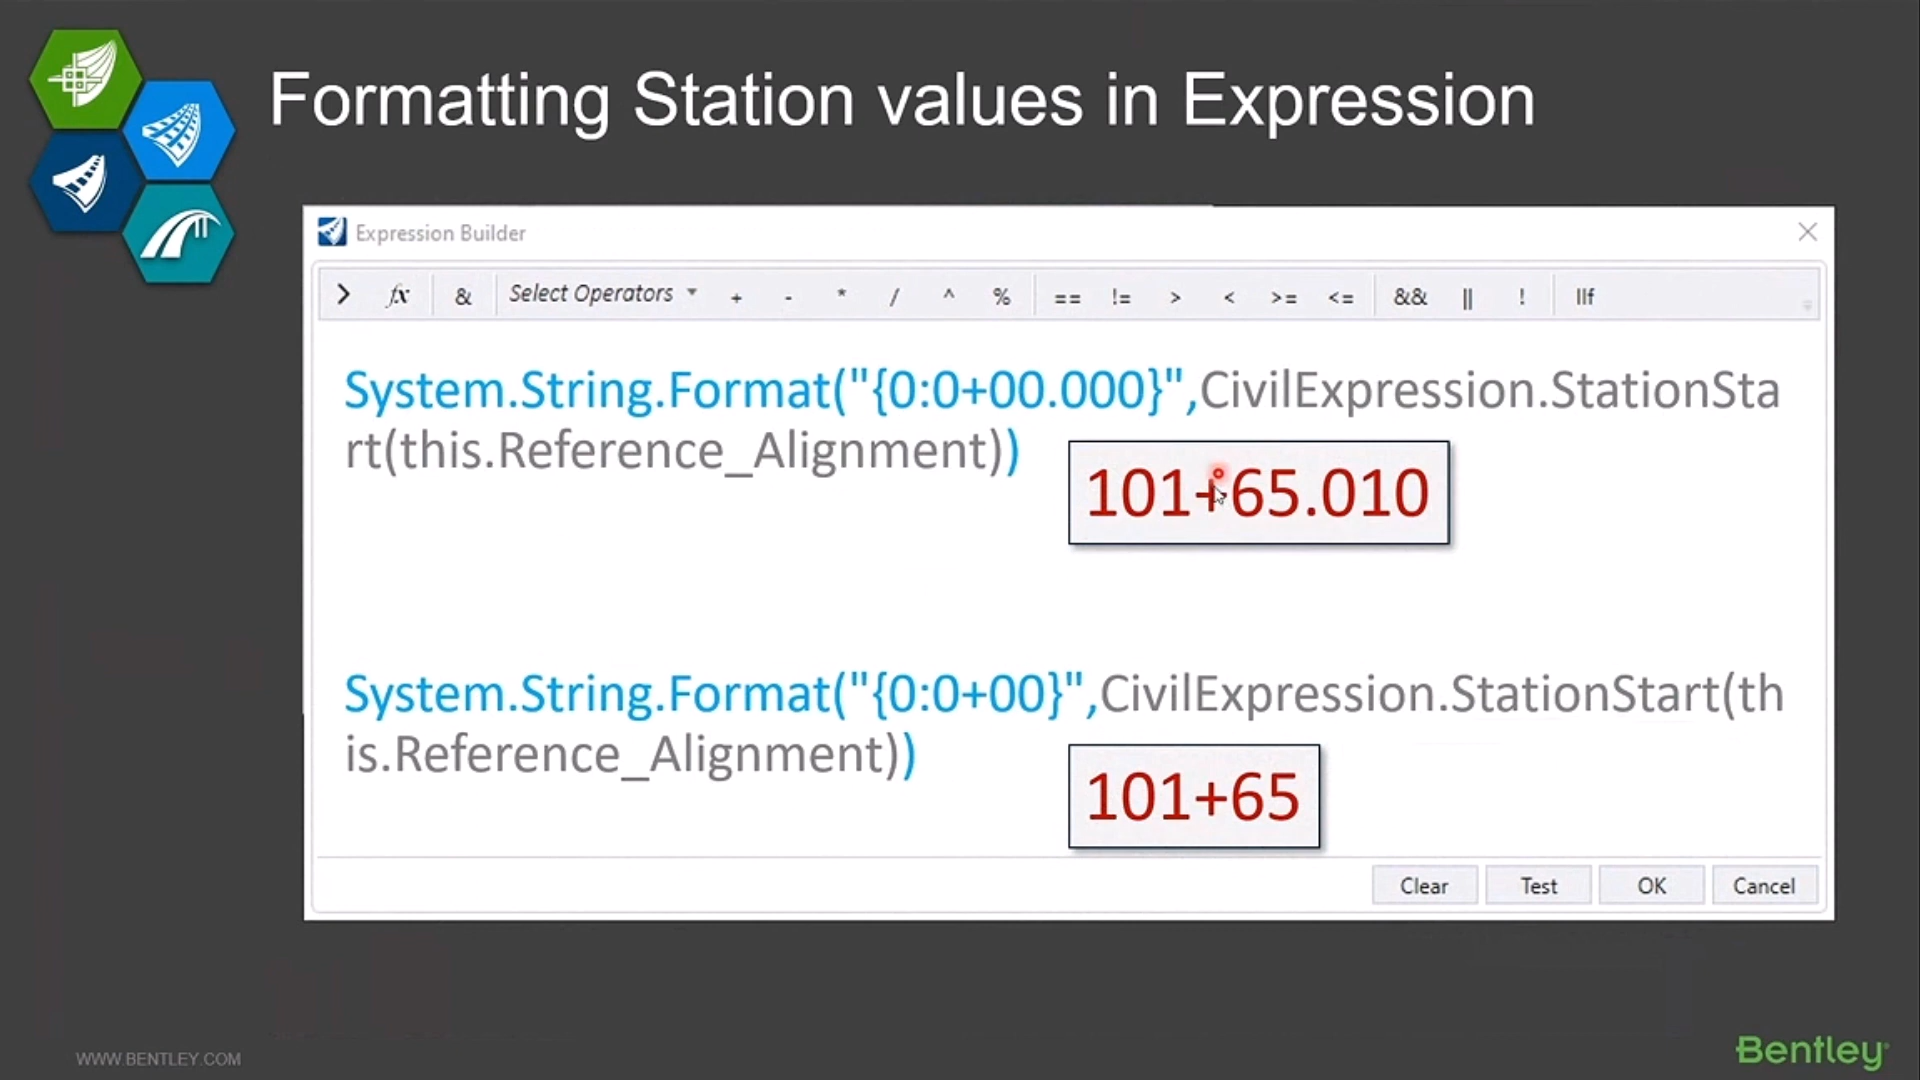 Formatting Station values in Expression
Expression Builder
fx & Select Operators + - * / ^ % == != > < >= <= && || ! IIf
System.String.Format("{0:0+00.000}",CivilExpression.StationSta
rt(this.Reference_Alignment))
101+65.010
System.String.Format("{0:0+00}",CivilExpression.StationStart(th
is.Reference_Alignment))
101+65
Clear Test OK Cancel
WWW.BENTLEY.COM
Bentley